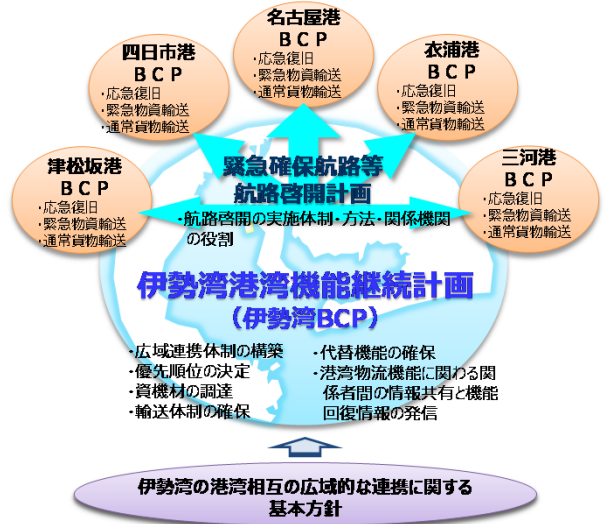 名古屋港
BCP
・応急復旧
・緊急物資輸送
・通常貨物輸送
四日市港
BCP
・応急復旧
・緊急物資輸送
・通常貨物輸送
衣浦港
BCP
・応急復旧
・緊急物資輸送
・通常貨物輸送
津松坂港
BCP
・応急復旧
・緊急物資輸送
・通常貨物輸送
三河港
BCP
・応急復旧
・緊急物資輸送
・通常貨物輸送
緊急確保航路等
航路啓開計画
・航路啓開の実施体制・方法・関係機関
の役割
伊勢湾港湾機能継続計画
（伊勢湾BCP）
・広域連携体制の構築
・優先順位の決定
・資機材の調達
・輸送体制の確保
・代替機能の確保
・港湾物流機能に関わる関
係者間の情報共有と機能
回復情報の発信
伊勢湾の港湾相互の広域的な連携に関する
基本方針